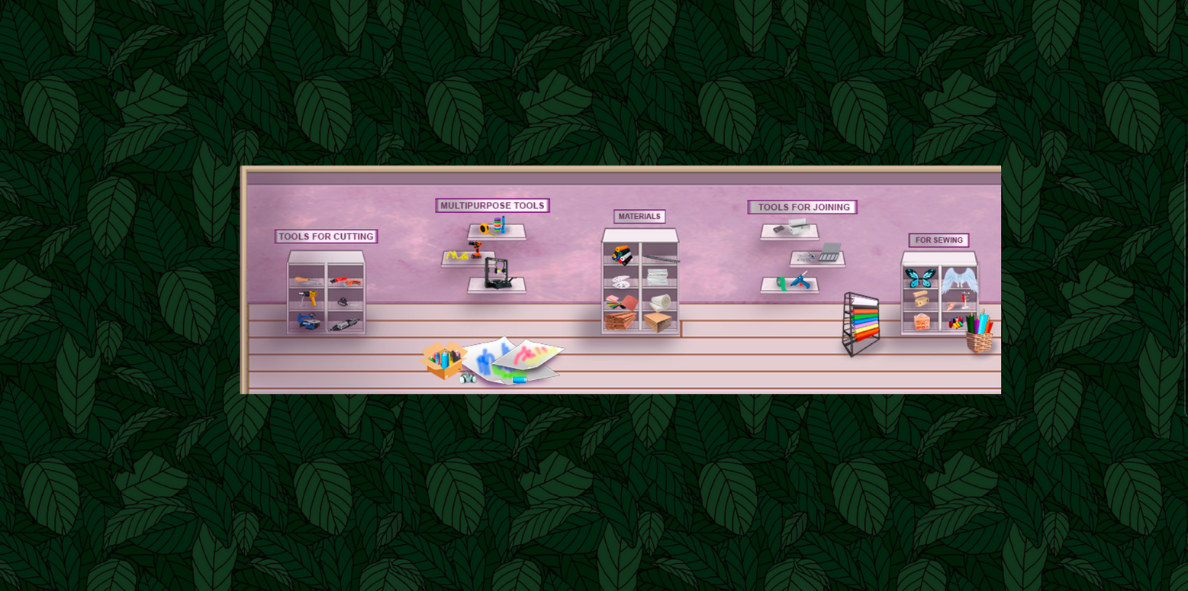 TOOLS FOR CUTTING
MULTIPURPOSE TOOLS
MATERIALS
TOOLS FOR JOINING
FOR SEWING